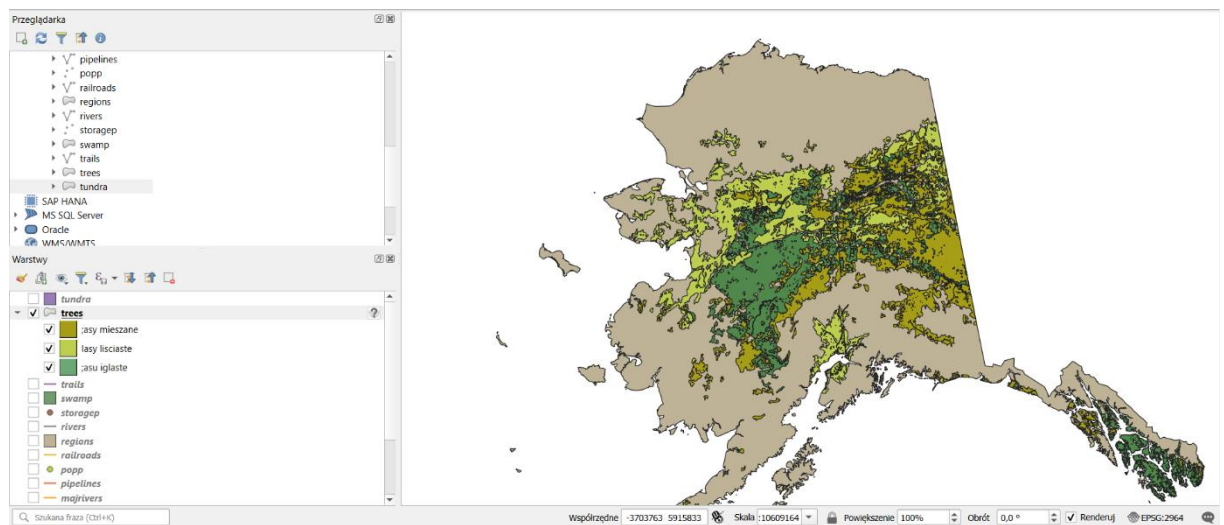 Przeglądarka
pipelines
popp
railroads
regions
rivers
storagep
swamp
trails
trees
tundra
SAP HANA
MS SQL Server
Oracle
WMS/WMTS
Warstwy
tundra
trees
?
;asy mieszane
lasy lisciaste
;asu iglaste
trails
swamp
storagep
rivers
regions
railroads
popp
pipelines
majrivers
Szukana fraza (Ctrl+K)
Współrzędne -3703763 5915833 Skala :10609164 Powiększenie 100% Obrót 0,0 ° Renderuj EPSG:2964